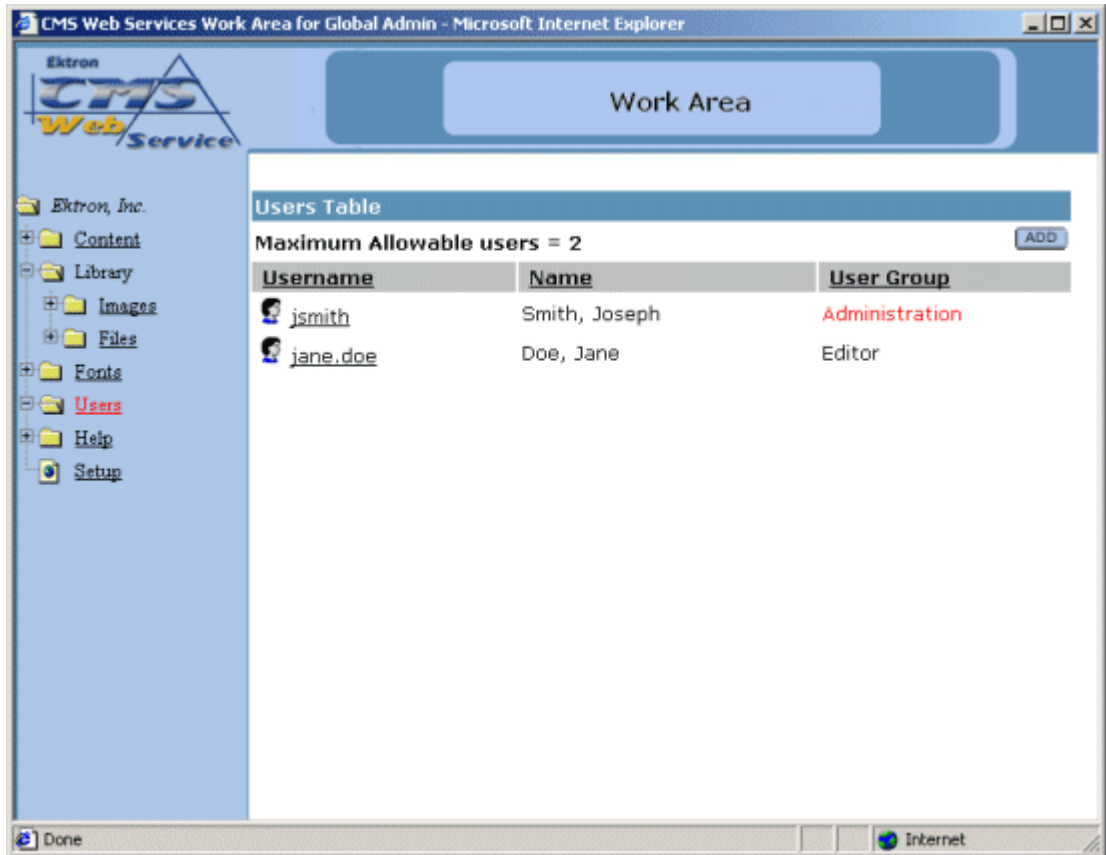 CMS Web Services Work Area for Global Admin - Microsoft Internet Explorer
Ektron
CMS
Web
Service
Work Area
Ektron, Inc.
Content
Library
Images
Files
Fonts
Users
Help
Setup
Users Table
Maximum Allowable users = 2
ADD
Username Name User Group
jsmith Smith, Joseph Administration
jane.doe Doe, Jane Editor
Done Internet